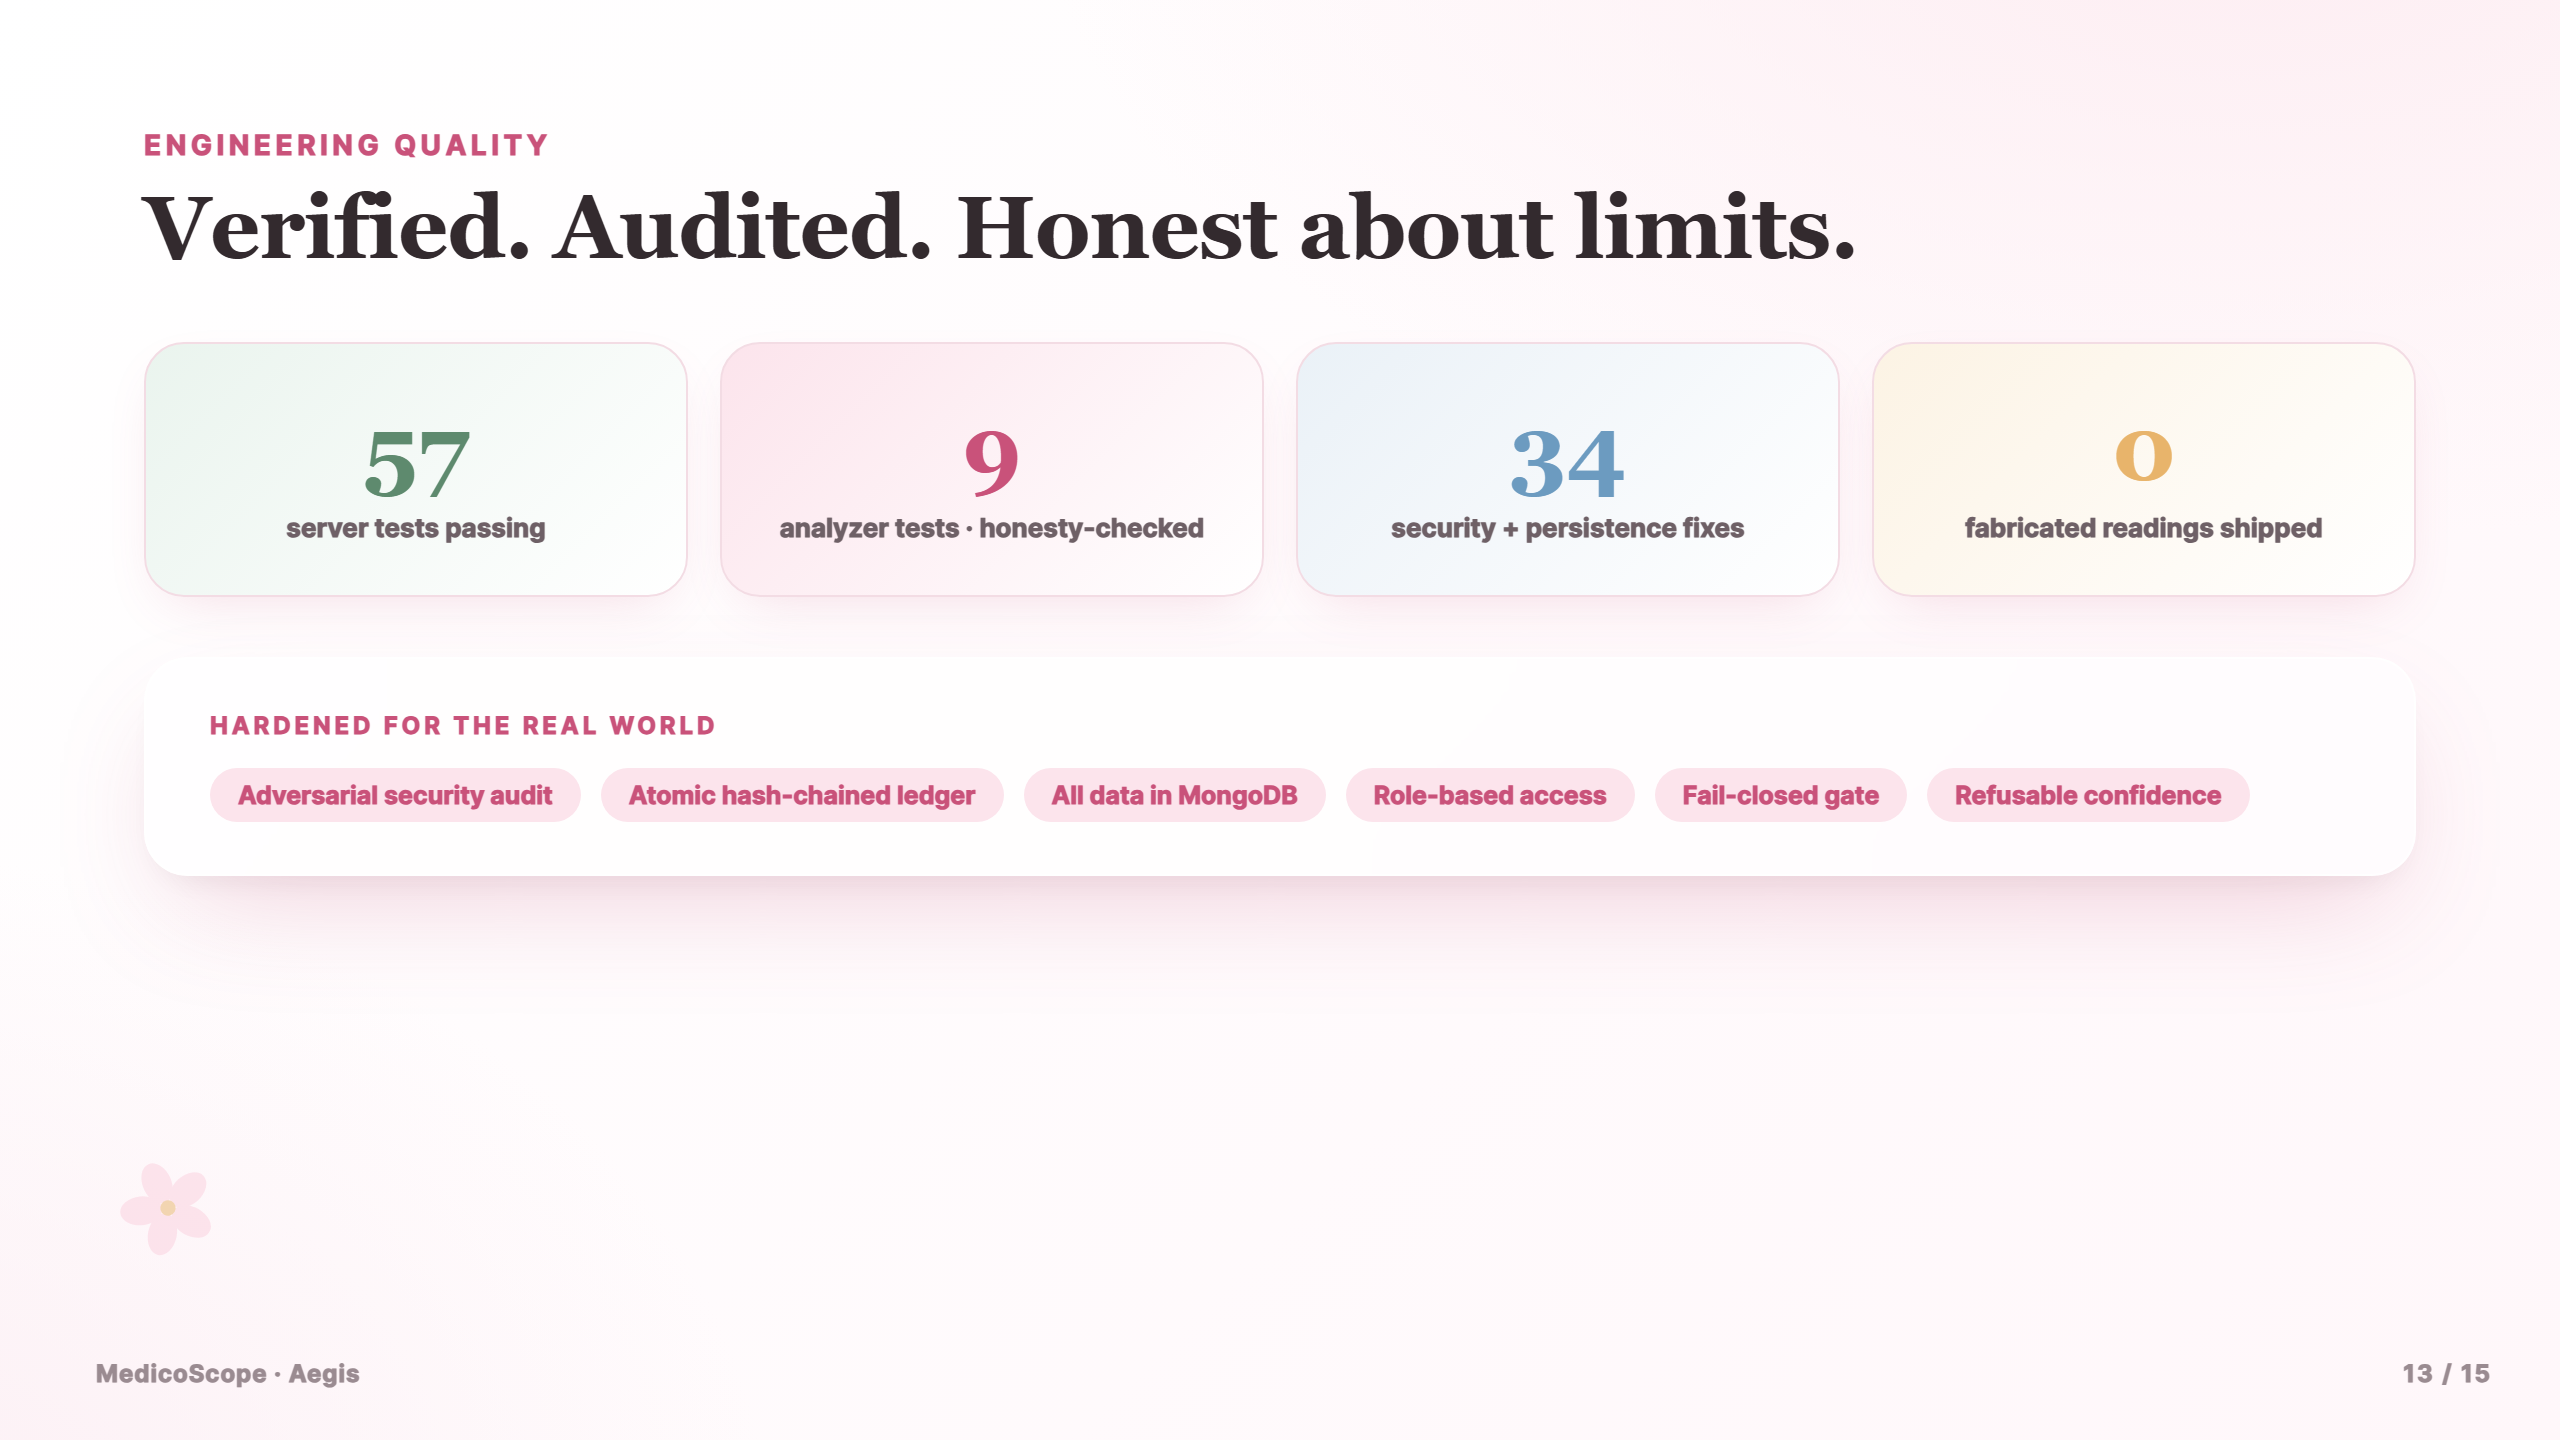 ENGINEERING QUALITY
Verified. Audited. Honest about limits.
57
server tests passing
9
analyzer tests · honesty-checked
34
security + persistence fixes
0
fabricated readings shipped
HARDENED FOR THE REAL WORLD
Adversarial security audit
Atomic hash-chained ledger
All data in MongoDB
Role-based access
Fail-closed gate
Refusable confidence
MedicoScope · Aegis
13 / 15